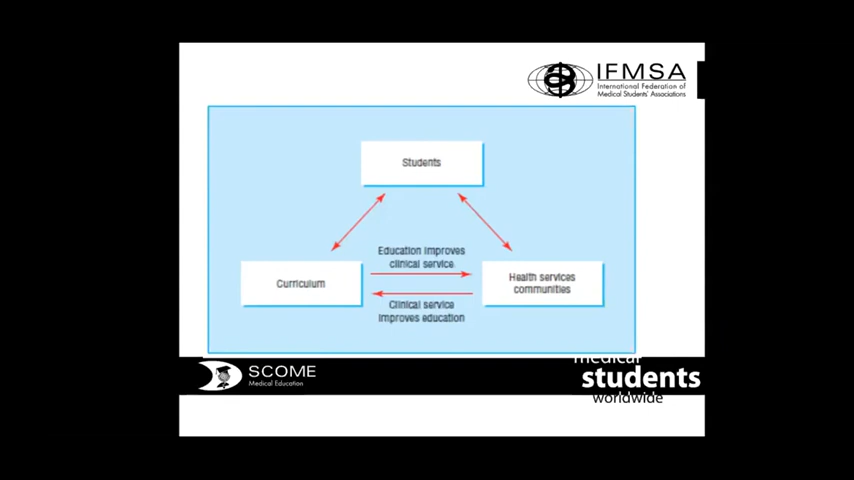 IFMSA
International Federation of
Medical Students' Associations
Students
Education improves
clinical service
Curriculum
Health services
communities
Clinical service
improves education
SCOME
Medical Education
medical
students
worldwide